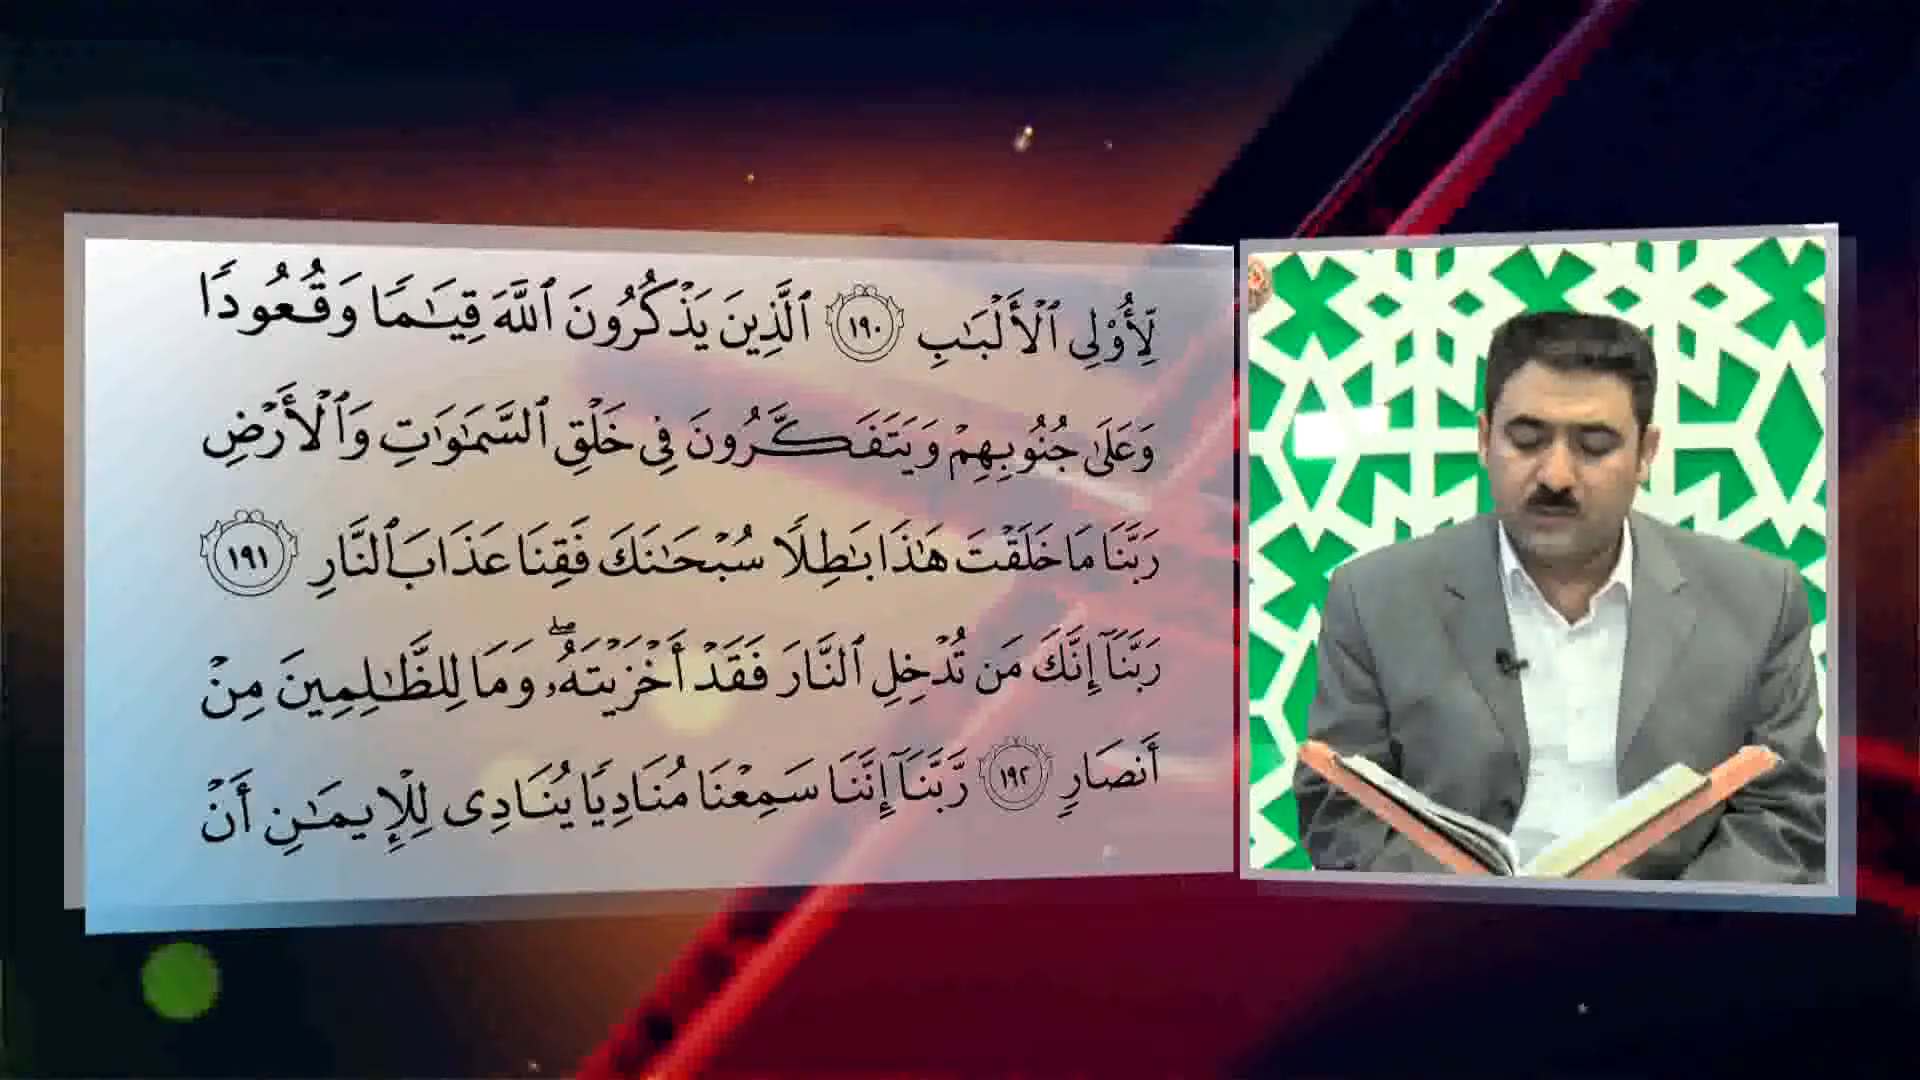 لِّأُوْلِى ٱلْأَلْبَـٰبِ ١٩٠ ٱلَّذِينَ يَذْكُرُونَ ٱللَّهَ قِيَـٰمًا وَقُعُودًا
وَعَلَىٰ جُنُوبِهِمْ وَيَتَفَكَّرُونَ فِى خَلْقِ ٱلسَّمَـٰوَٰتِ وَٱلْأَرْضِ
رَبَّنَا مَا خَلَقْتَ هَـٰذَا بَـٰطِلًا سُبْحَـٰنَكَ فَقِنَا عَذَابَ ٱلنَّارِ ١٩١
رَبَّنَآ إِنَّكَ مَن تُدْخِلِ ٱلنَّارَ فَقَدْ أَخْزَيْتَهُۥ ۖ وَمَا لِلظَّـٰلِمِينَ مِنْ
أَنصَارٍ ١٩٢ رَّبَّنَآ إِنَّنَا سَمِعْنَا مُنَادِيًا يُنَادِى لِلْإِيمَـٰنِ أَنْ